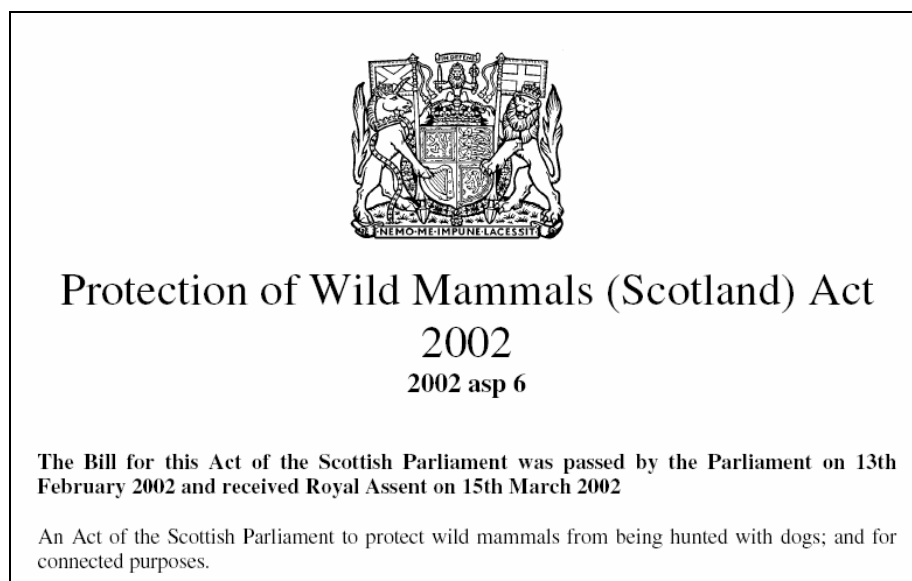 IN DEFENS
NEMO·ME·IMPUNE·LACESSIT
Protection of Wild Mammals (Scotland) Act
2002
2002 asp 6
The Bill for this Act of the Scottish Parliament was passed by the Parliament on 13th
February 2002 and received Royal Assent on 15th March 2002
An Act of the Scottish Parliament to protect wild mammals from being hunted with dogs; and for
connected purposes.